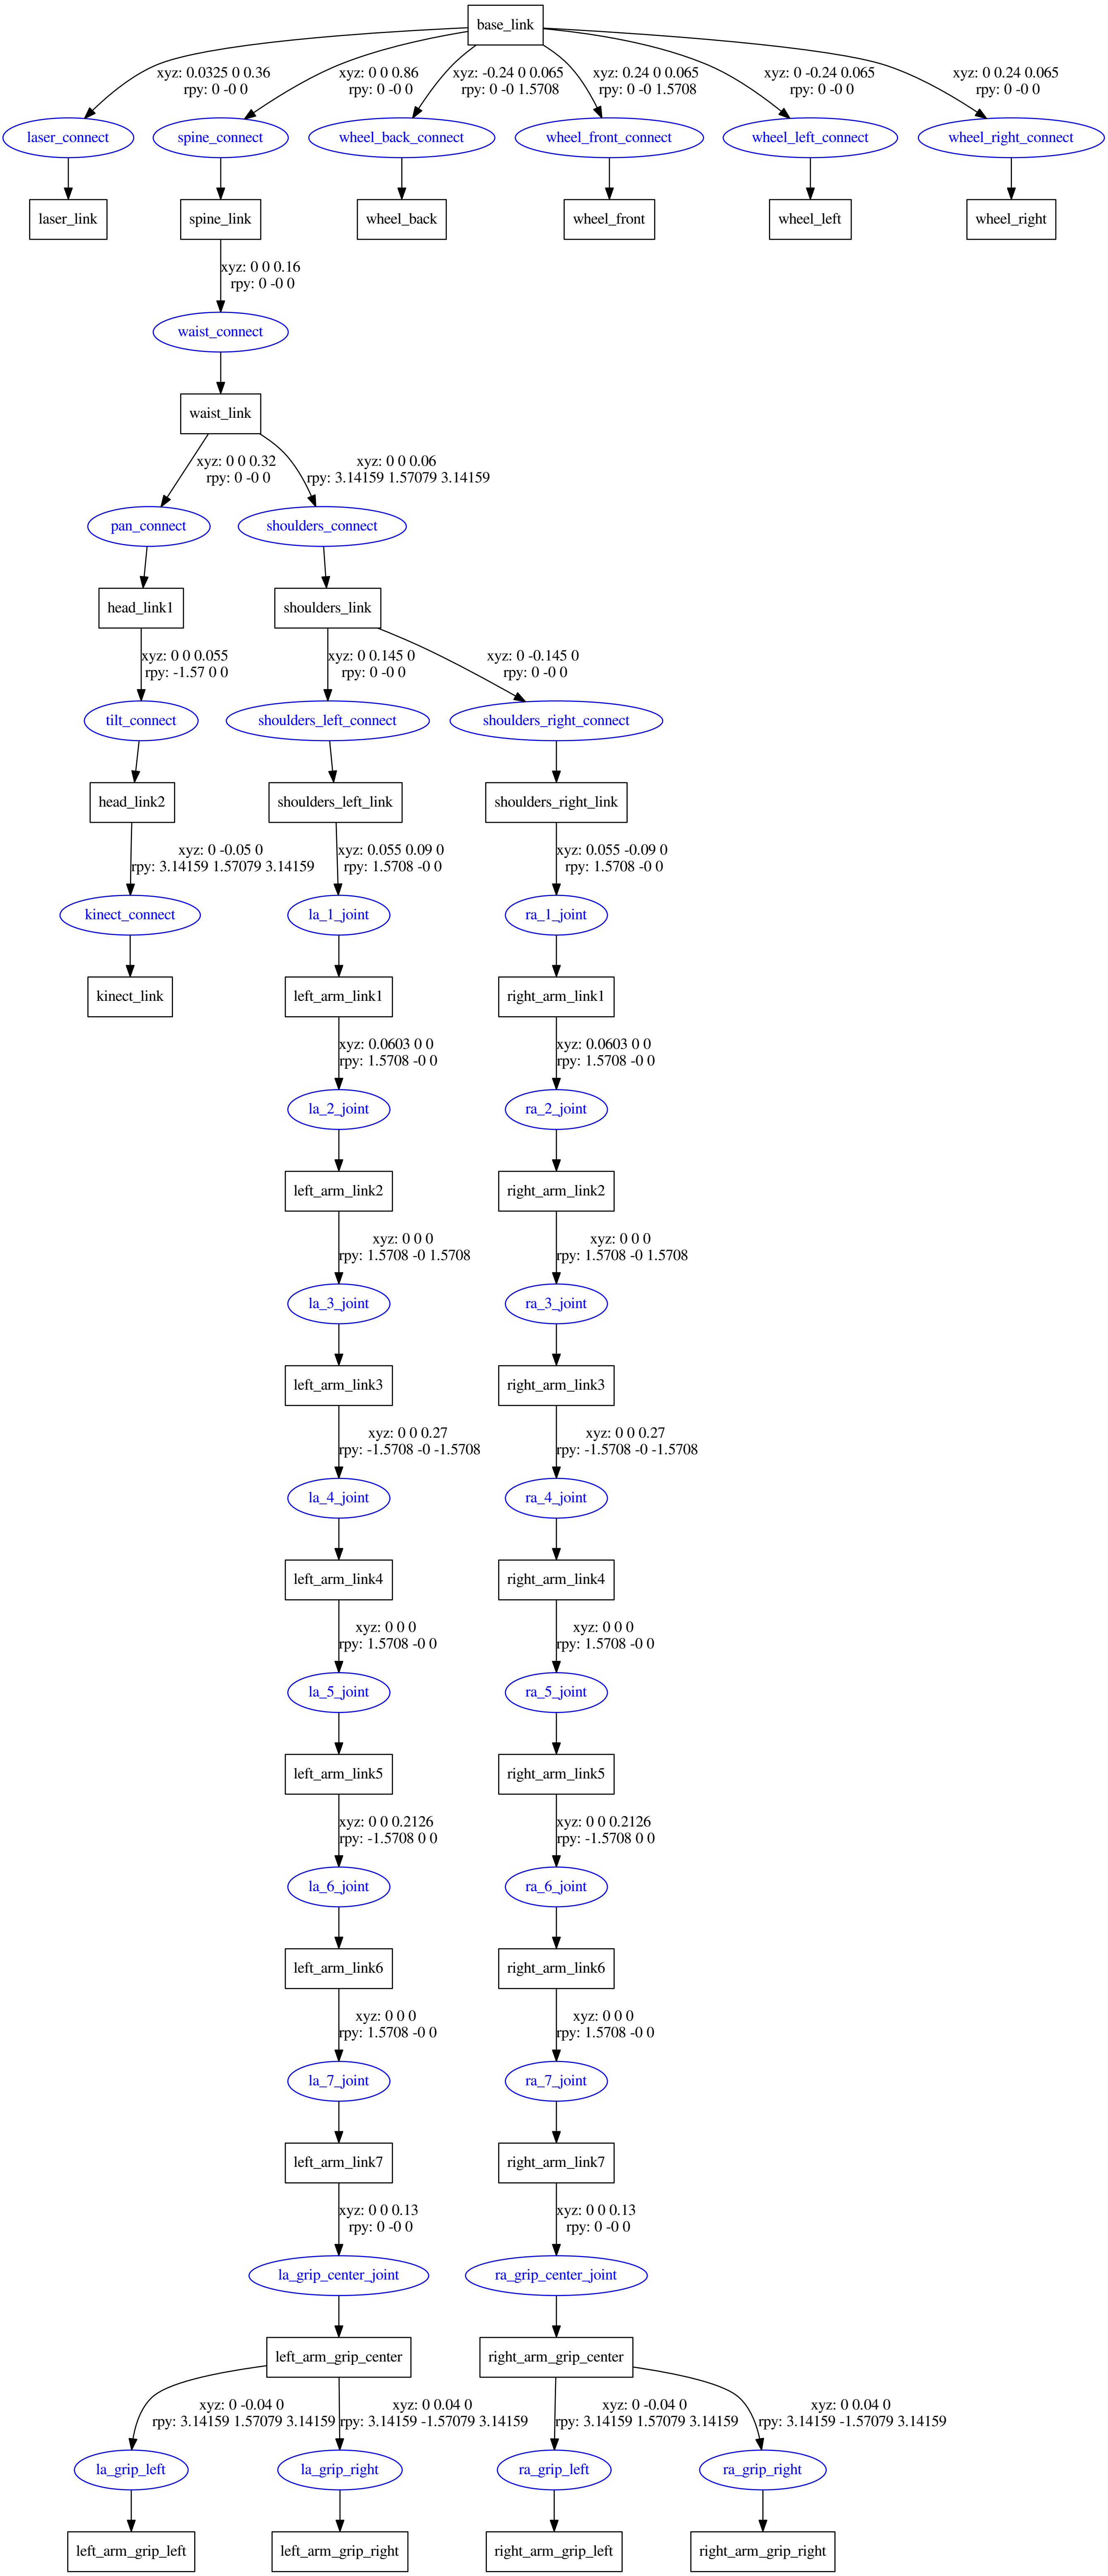 base_link
xyz: 0.0325 0 0.36
rpy: 0 -0 0
xyz: 0 0 0.86
rpy: 0 -0 0
xyz: -0.24 0 0.065
rpy: 0 -0 1.5708
xyz: 0.24 0 0.065
rpy: 0 -0 1.5708
xyz: 0 -0.24 0.065
rpy: 0 -0 0
xyz: 0 0.24 0.065
rpy: 0 -0 0
laser_connect
spine_connect
wheel_back_connect
wheel_front_connect
wheel_left_connect
wheel_right_connect
laser_link
spine_link
wheel_back
wheel_front
wheel_left
wheel_right
xyz: 0 0 0.16
rpy: 0 -0 0
waist_connect
waist_link
xyz: 0 0 0.32
rpy: 0 -0 0
xyz: 0 0 0.06
rpy: 3.14159 1.57079 3.14159
pan_connect
shoulders_connect
head_link1
shoulders_link
xyz: 0 0 0.055
rpy: -1.57 0 0
xyz: 0 0.145 0
rpy: 0 -0 0
xyz: 0 -0.145 0
rpy: 0 -0 0
tilt_connect
shoulders_left_connect
shoulders_right_connect
head_link2
shoulders_left_link
shoulders_right_link
xyz: 0 -0.05 0
rpy: 3.14159 1.57079 3.14159
xyz: 0.055 0.09 0
rpy: 1.5708 -0 0
xyz: 0.055 -0.09 0
rpy: 1.5708 -0 0
kinect_connect
la_1_joint
ra_1_joint
kinect_link
left_arm_link1
right_arm_link1
xyz: 0.0603 0 0
rpy: 1.5708 -0 0
xyz: 0.0603 0 0
rpy: 1.5708 -0 0
la_2_joint
ra_2_joint
left_arm_link2
right_arm_link2
xyz: 0 0 0
rpy: 1.5708 -0 1.5708
xyz: 0 0 0
rpy: 1.5708 -0 1.5708
la_3_joint
ra_3_joint
left_arm_link3
right_arm_link3
xyz: 0 0 0.27
rpy: -1.5708 -0 -1.5708
xyz: 0 0 0.27
rpy: -1.5708 -0 -1.5708
la_4_joint
ra_4_joint
left_arm_link4
right_arm_link4
xyz: 0 0 0
rpy: 1.5708 -0 0
xyz: 0 0 0
rpy: 1.5708 -0 0
la_5_joint
ra_5_joint
left_arm_link5
right_arm_link5
xyz: 0 0 0.2126
rpy: -1.5708 0 0
xyz: 0 0 0.2126
rpy: -1.5708 0 0
la_6_joint
ra_6_joint
left_arm_link6
right_arm_link6
xyz: 0 0 0
rpy: 1.5708 -0 0
xyz: 0 0 0
rpy: 1.5708 -0 0
la_7_joint
ra_7_joint
left_arm_link7
right_arm_link7
xyz: 0 0 0.13
rpy: 0 -0 0
xyz: 0 0 0.13
rpy: 0 -0 0
la_grip_center_joint
ra_grip_center_joint
left_arm_grip_center
right_arm_grip_center
xyz: 0 -0.04 0
rpy: 3.14159 1.57079 3.14159
xyz: 0 0.04 0
rpy: 3.14159 -1.57079 3.14159
xyz: 0 -0.04 0
rpy: 3.14159 1.57079 3.14159
xyz: 0 0.04 0
rpy: 3.14159 -1.57079 3.14159
la_grip_left
la_grip_right
ra_grip_left
ra_grip_right
left_arm_grip_left
left_arm_grip_right
right_arm_grip_left
right_arm_grip_right